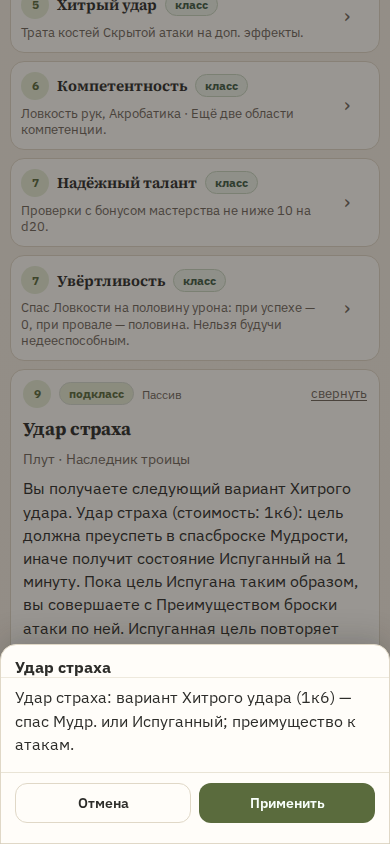 5 Хитрый удар класс
Трата костей Скрытой атаки на доп. эффекты.
6 Компетентность класс
Ловкость рук, Акробатика · Ещё две области
компетенции.
7 Надёжный талант класс
Проверки с бонусом мастерства не ниже 10 на
d20.
7 Увёртливость класс
Спас Ловкости на половину урона: при успехе —
0, при провале — половина. Нельзя будучи
недееспособным.
9 подкласс Пассив свернуть
Удар страха
Плут · Наследник троицы
Вы получаете следующий вариант Хитрого
удара. Удар страха (стоимость: 1к6): цель
должна преуспеть в спасброске Мудрости,
иначе получит состояние Испуганный на 1
минуту. Пока цель Испугана таким образом,
вы совершаете с Преимуществом броски
атаки по ней. Испуганная цель повторяет
Удар страха
Удар страха: вариант Хитрого удара (1к6) —
спас Мудр. или Испуганный; преимущество к
атакам.
Отмена Применить